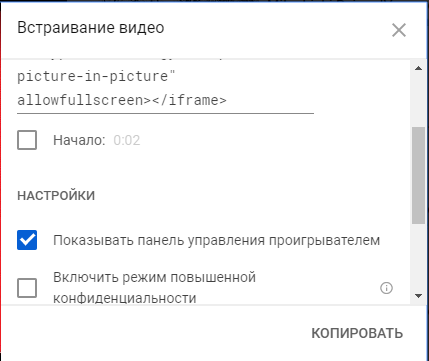 Встраивание видео
picture-in-picture"
allowfullscreen></iframe>
Начало: 0:02
НАСТРОЙКИ
Показывать панель управления проигрывателем
Включить режим повышенной
конфиденциальности
КОПИРОВАТЬ